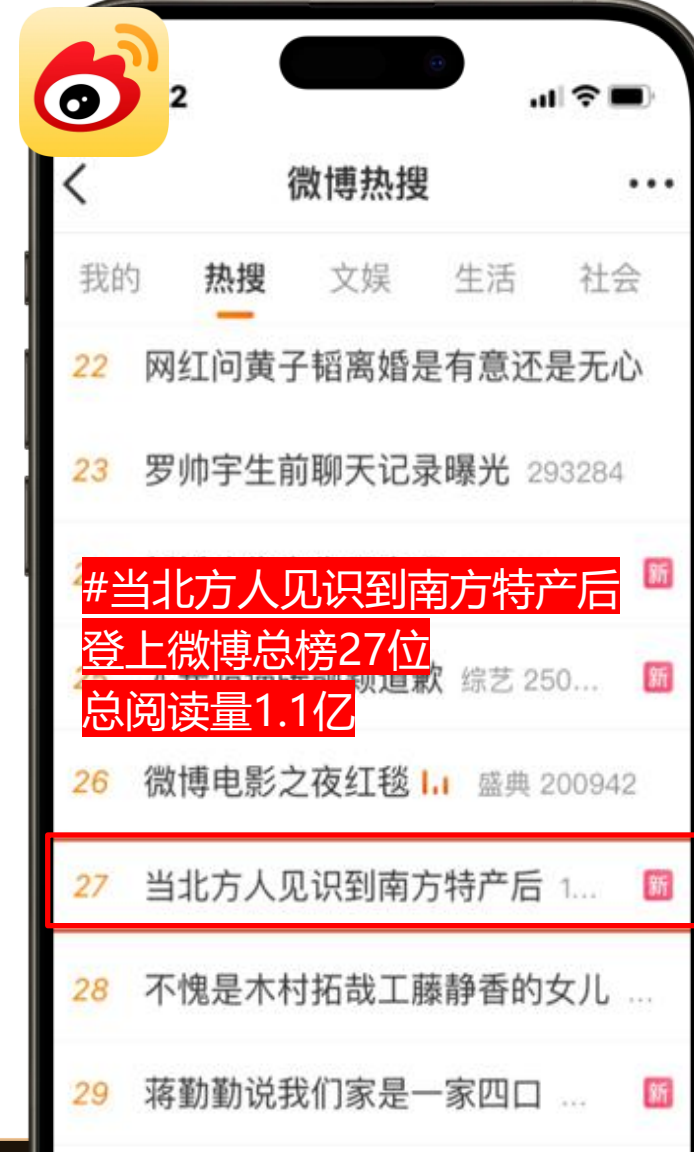 2
微博热搜
我的 热搜 文娱 生活 社会
22 网红问黄子韬离婚是有意还是无心
23 罗帅宇生前聊天记录曝光 293284
新
#当北方人见识到南方特产后
登上微博总榜27位
道歉 综艺 250... 新
总阅读量1.1亿
26 微博电影之夜红毯 盛典 200942
27 当北方人见识到南方特产后 1... 新
28 不愧是木村拓哉工藤静香的女儿 ...
29 蒋勤勤说我们家是一家四口 ... 新